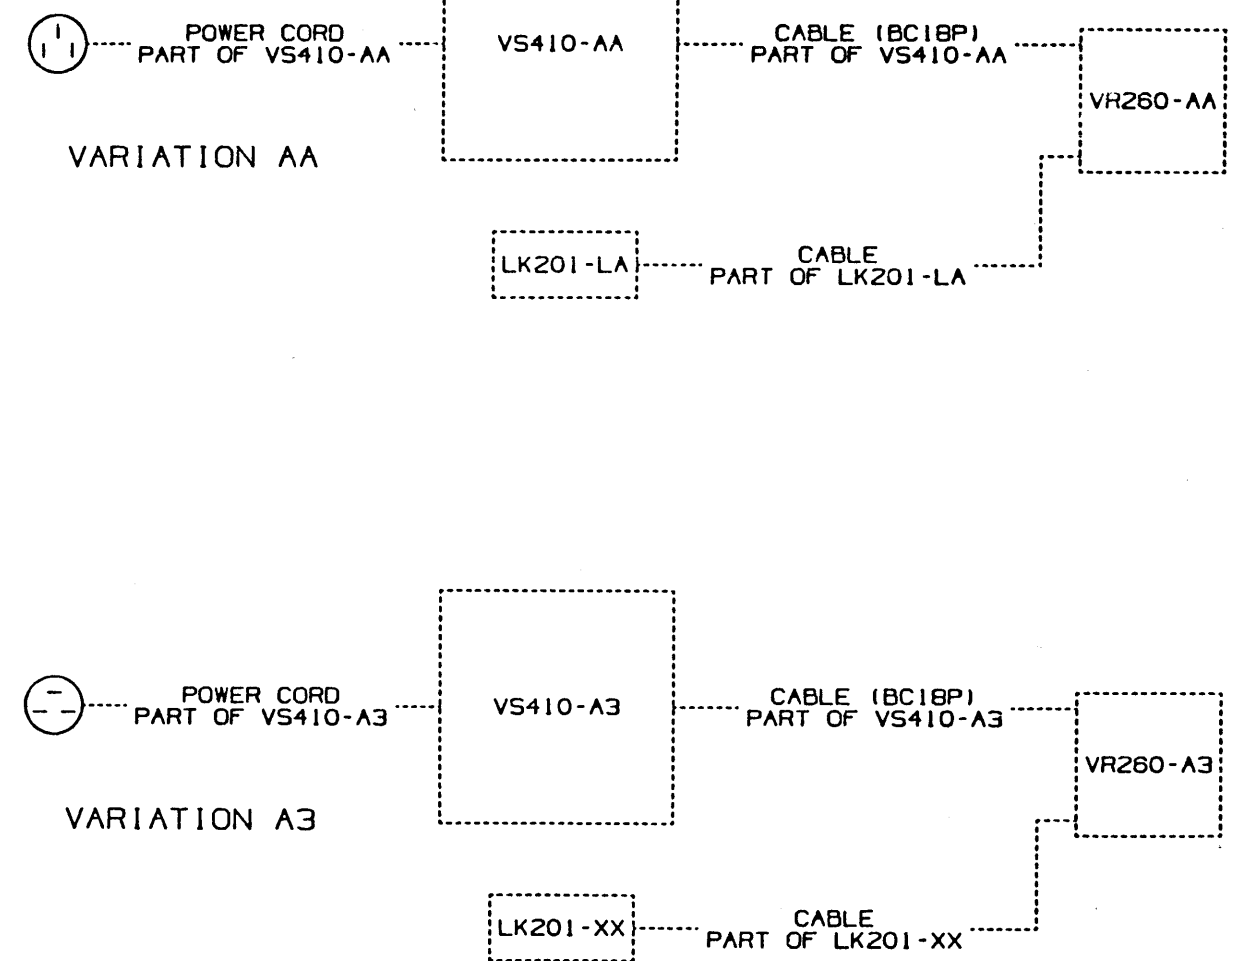 POWER CORD
PART OF VS410-AA
VS410-AA
CABLE (BC18P)
PART OF VS410-AA
VR260-AA
VARIATION AA
LK201-LA
CABLE
PART OF LK201-LA
POWER CORD
PART OF VS410-A3
VS410-A3
CABLE (BC18P)
PART OF VS410-A3
VR260-A3
VARIATION A3
LK201-XX
CABLE
PART OF LK201-XX